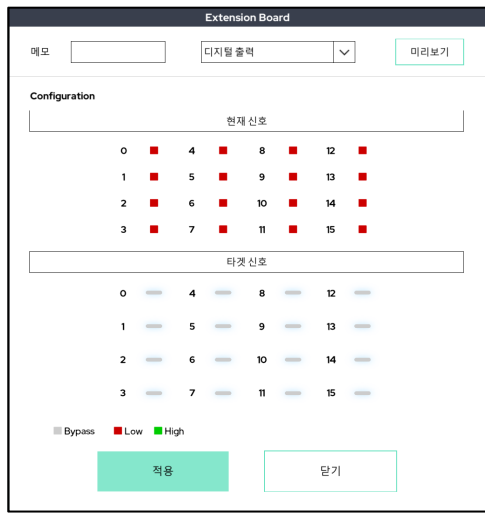 Extension Board
메모 디지털 출력 미리보기
Configuration
현재 신호
0 4 8 12
1 5 9 13
2 6 10 14
3 7 11 15
타겟 신호
0 4 8 12
1 5 9 13
2 6 10 14
3 7 11 15
Bypass Low High
적용 닫기